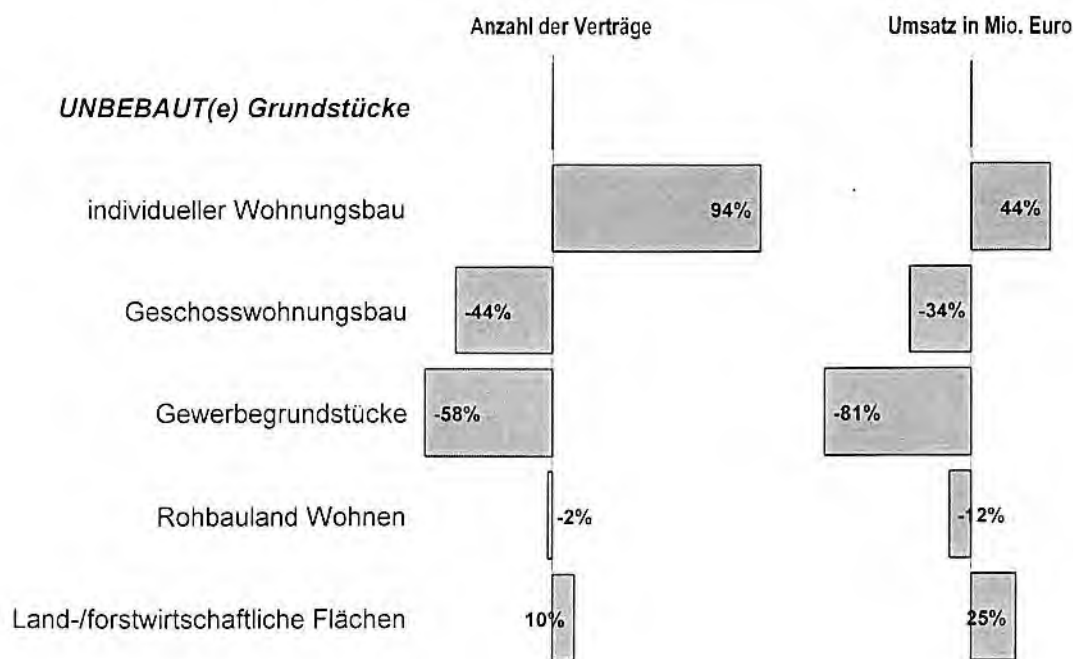 Anzahl der Verträge Umsatz in Mio. Euro
UNBEBAUT(e) Grundstücke
individueller Wohnungsbau 94% 44%
Geschosswohnungsbau -44% -34%
Gewerbegrundstücke -58% -81%
Rohbauland Wohnen -2% -12%
Land-/forstwirtschaftliche Flächen 10% 25%